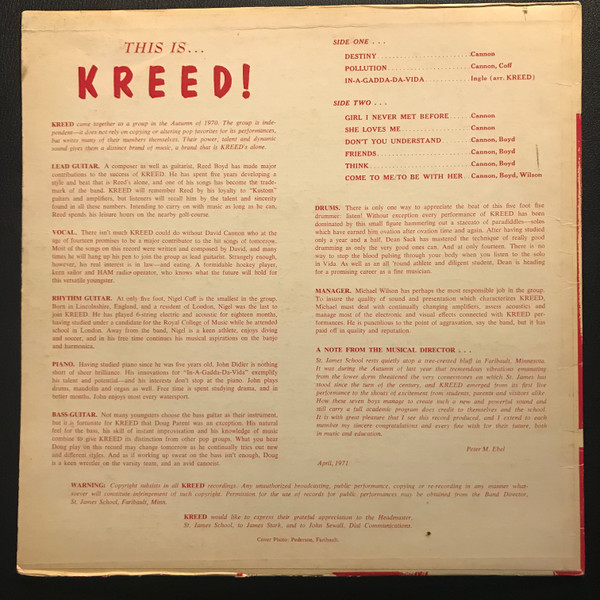 THIS IS...
KREED!
KREED came together as a group in the Autumn of 1970. The group is inde-
pendent—it does not rely on copying or altering pop favorites for its performances,
but writes many of their numbers themselves. Their power, talent and dynamic
sound gives them a distinct brand of music, a brand that is KREED's alone.
LEAD GUITAR. A composer as well as guitarist, Reed Boyd has made major
contributions to the success of KREED. He has spent five years developing a
style and beat that is Reed's alone, and one of his songs has become the trade-
mark of the band. KREED will remember Reed by his loyalty to "Kustom"
guitars and amplifiers, but listeners will recall him by the talent and sincerity
found in all these numbers. Intending to carry on with music as long as he can,
Reed spends his leisure hours on the nearby golf-course.
VOCAL. There isn't much KREED could do without David Cannon who at the
age of fourteen promises to be a major contributor to the hit songs of tomorrow.
Most of the songs on this record were written and composed by David, and many
times he will hang up his pen to join the group as lead guitarist. Strangely enough,
however, his real interest is in law—and eating. A formidable hockey player,
keen sailor and HAM radio-operator, who knows what the future will hold for
this versatile youngster.
RHYTHM GUITAR. At only five foot, Nigel Coff is the smallest in the group.
Born in Lincolnshire, England, and a resident of London, Nigel was the last to
join KREED. He has played 6-string electric and acoustic for eighteen months,
having studied under a candidate for the Royal College of Music while he attended
school in London. Away from the band, Nigel is a keen athlete, enjoys diving
and soccer, and in his free time continues his musical aspirations on the banjo
and harmonica.
PIANO. Having studied piano since he was five years old, John Didier is nothing
short of sheer brilliance. His innovations for "In-A-Gadda-Da-Vida" exemplify
his talent and potential—and his interests don't stop at the piano. John plays
drums, mandolin and organ as well. Free time is spent studying drums, and in
better months, John enjoys most every watersport.
BASS GUITAR. Not many youngsters choose the bass guitar as their instrument,
but it is fortunate for KREED that Doug Parent was an exception. His natural
feel for the bass, his skill of instant improvisation and his knowledge of music
continue to give KREED its distinction from other pop groups. What you hear
Doug play on this record may change tomorrow as he continually tries out new
and different styles. And as if working up sweat on the bass isn't enough, Doug
is a keen wrestler on the varsity team, and an avid canoeist.
SIDE ONE . . .
DESTINY . . . Cannon
POLLUTION . . . Cannon, Coff
IN-A-GADDA-DA-VIDA . . . Ingle (arr. KREED)
SIDE TWO . . .
GIRL I NEVER MET BEFORE . . . Cannon
SHE LOVES ME . . . Cannon
DON'T YOU UNDERSTAND . . . Cannon, Boyd
FRIENDS . . . Cannon, Boyd
THINK . . . Cannon, Boyd
COME TO ME/TO BE WITH HER . . Cannon, Boyd, Wilson
DRUMS. There is only one way to appreciate the beat of this five foot five
drummer: listen! Without exception every performance of KREED has been
dominated by this small figure hammering out a staccato of paradiddles—solos
which have earned him ovation after ovation time and again. After having studied
only a year and a half, Dean Sack has mastered the technique of really good
drumming as only the very good ones can. And at only fourteen. There is no
way to stop the blood pulsing through your body when you listen to the solo
in Vida. As well as an all 'round athlete and diligent student, Dean is heading
for a promising career as a fine musician.
MANAGER. Michael Wilson has perhaps the most responsible job in the group.
To insure the quality of sound and presentation which characterizes KREED,
Michael must deal with continually changing amplifiers, assess acoustics and
manage most of the electronic and visual effects connected with KREED per-
formances. He is punctilious to the point of aggravation, say the band, but it has
paid off in quality and reputation.
A NOTE FROM THE MUSICAL DIRECTOR . . .
St. James School rests quietly atop a tree-crested bluff in Faribault, Minnesota.
It was during the Autumn of last year that tremendous vibrations emanating
from the lower dorm threatened the very cornerstones on which St. James has
stood since the turn of the century, and KREED emerged from its first live
performance to the shouts of excitement from students, parents and visitors alike.
How these seven boys manage to create such a new and powerful sound and
still carry a full academic program does credit to themselves and the school.
It is with great pleasure that I see this record produced, and I extend to each
member my sincere congratulations and every fine wish for their future, both
in music and education.
Peter M. Ebel
April, 1971
WARNING: Copyright subsists in all KREED recordings. Any unauthorized broadcasting, public performance, copying or re-recording in any manner what-
soever will constitute infringement of such copyright. Permission for the use of records for public performances may be obtained from the Band Director,
St. James School, Faribault, Minn.
KREED would like to express their grateful appreciation to the Headmaster,
St. James School, to James Stark, and to John Sewell, Dial Communications.
Cover Photo: Pederson, Faribault.